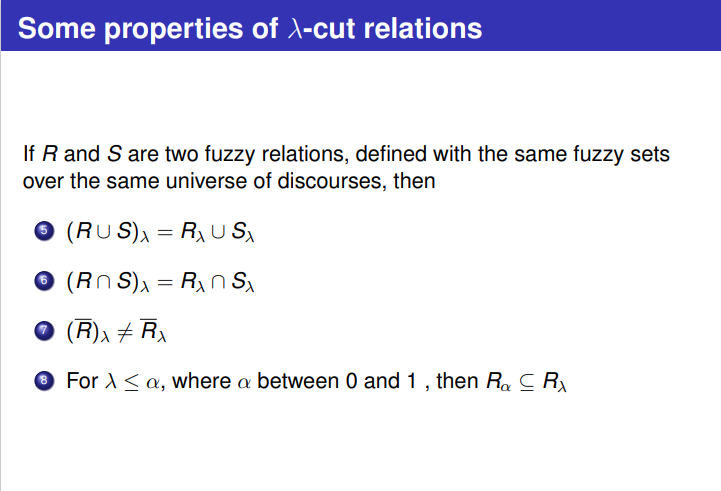 Some properties of λ-cut relations
If R and S are two fuzzy relations, defined with the same fuzzy sets
over the same universe of discourses, then
5 (R ∪ S)λ = Rλ ∪ Sλ
6 (R ∩ S)λ = Rλ ∩ Sλ
7 (R̅)λ ≠ R̅λ
8 For λ ≤ α, where α between 0 and 1 , then Rα ⊆ Rλ